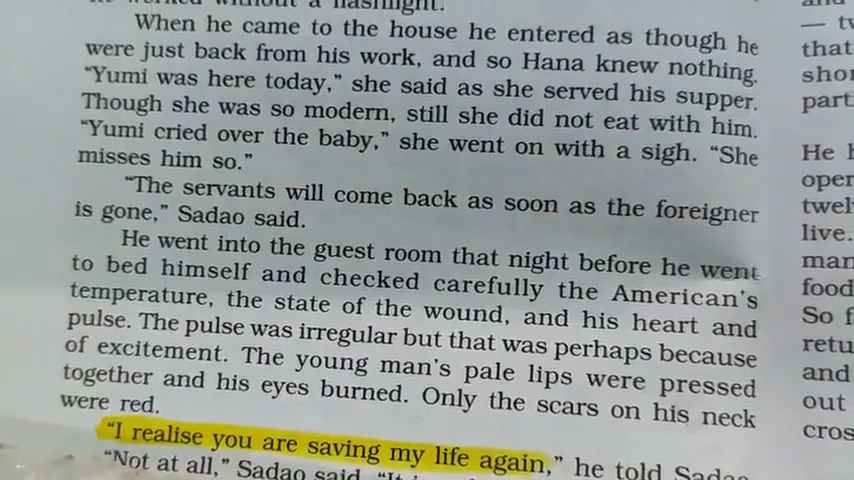 When he came to the house he entered as though he
were just back from his work, and so Hana knew nothing.
“Yumi was here today,” she said as she served his supper.
Though she was so modern, still she did not eat with him.
“Yumi cried over the baby,” she went on with a sigh. “She
misses him so.”
“The servants will come back as soon as the foreigner
is gone,” Sadao said.
He went into the guest room that night before he went
to bed himself and checked carefully the American’s
temperature, the state of the wound, and his heart and
pulse. The pulse was irregular but that was perhaps because
of excitement. The young man’s pale lips were pressed
together and his eyes burned. Only the scars on his neck
were red.
“I realise you are saving my life again,” he told Sadao.
“Not at all,” Sadao said. “It
that
He
live.
food
So
and
out